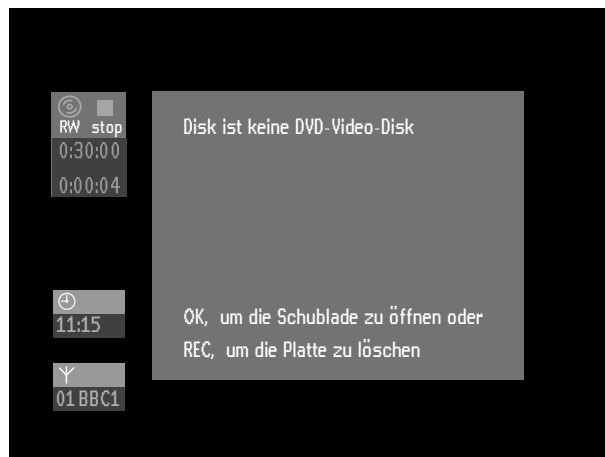 RW stop
0:30:00
0:00:04
Disk ist keine DVD-Video-Disk
11:15
01 BBC1
OK, um die Schublade zu öffnen oder
REC, um die Platte zu löschen